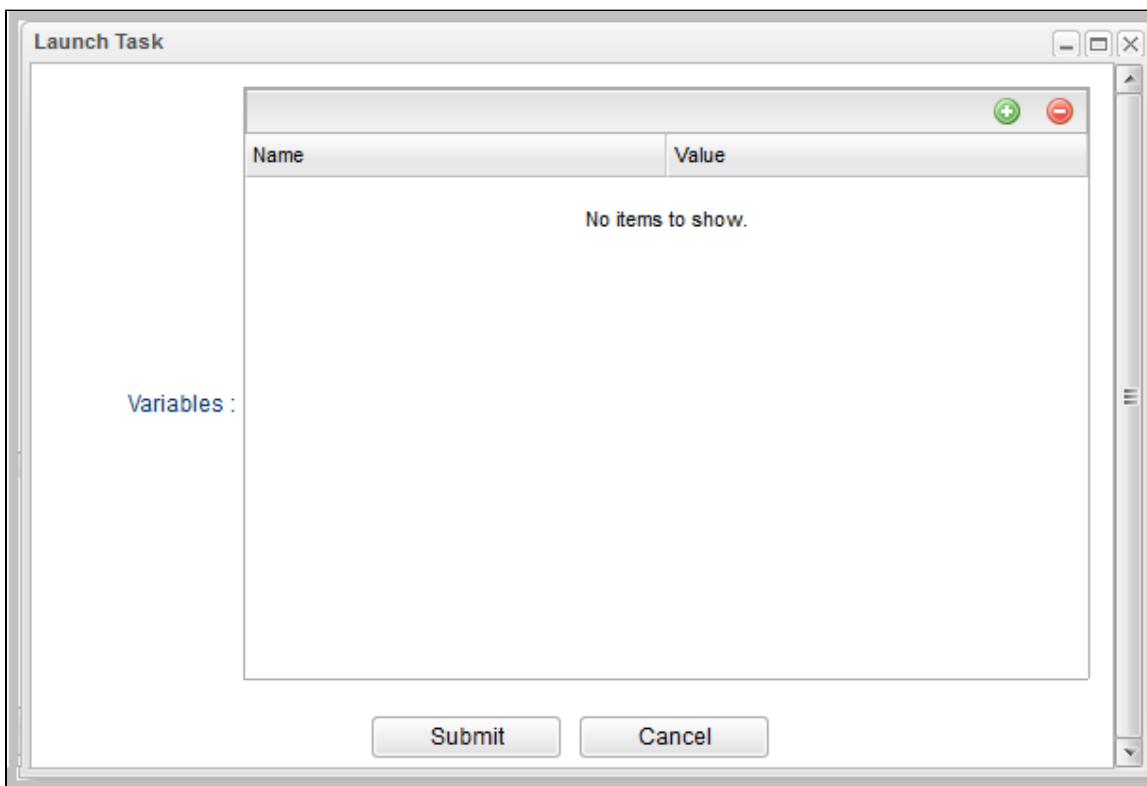 Launch Task
Name Value
No items to show.
Variables :
Submit Cancel